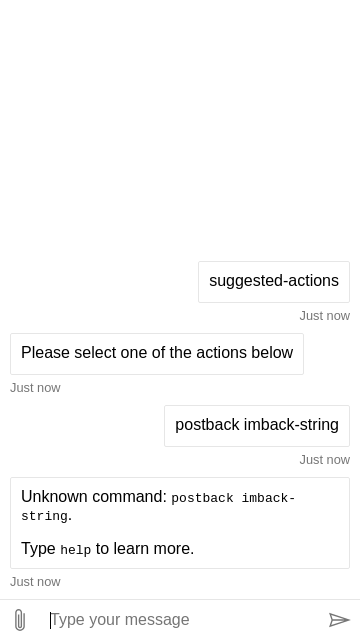 suggested-actions
Just now
Please select one of the actions below
Just now
postback imback-string
Just now
Unknown command: postback imback-
string.
Type help to learn more.
Just now
Type your message